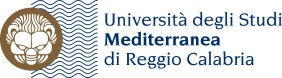 Università degli Studi
Mediterranea
di Reggio Calabria